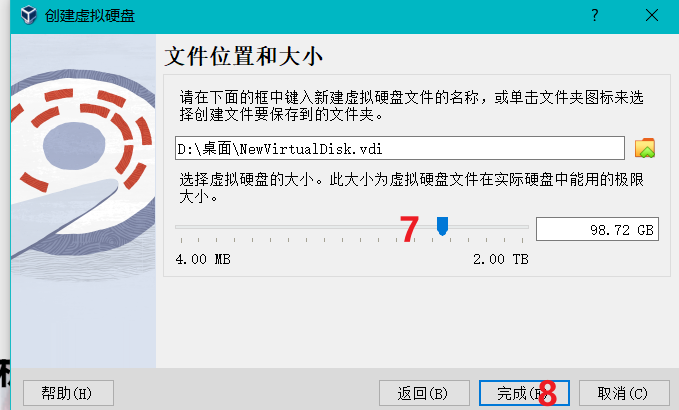 创建虚拟硬盘
?
文件位置和大小
请在下面的框中键入新建虚拟硬盘文件的名称，或单击文件夹图标来选
择创建文件要保存到的文件夹。
D:\桌面\NewVirtualDisk.vdi
选择虚拟硬盘的大小。此大小为虚拟硬盘文件在实际硬盘中能用的极限
大小。
7
98.72 GB
4.00 MB 2.00 TB
帮助(H) 返回(B) 完成( 8 取消(C)